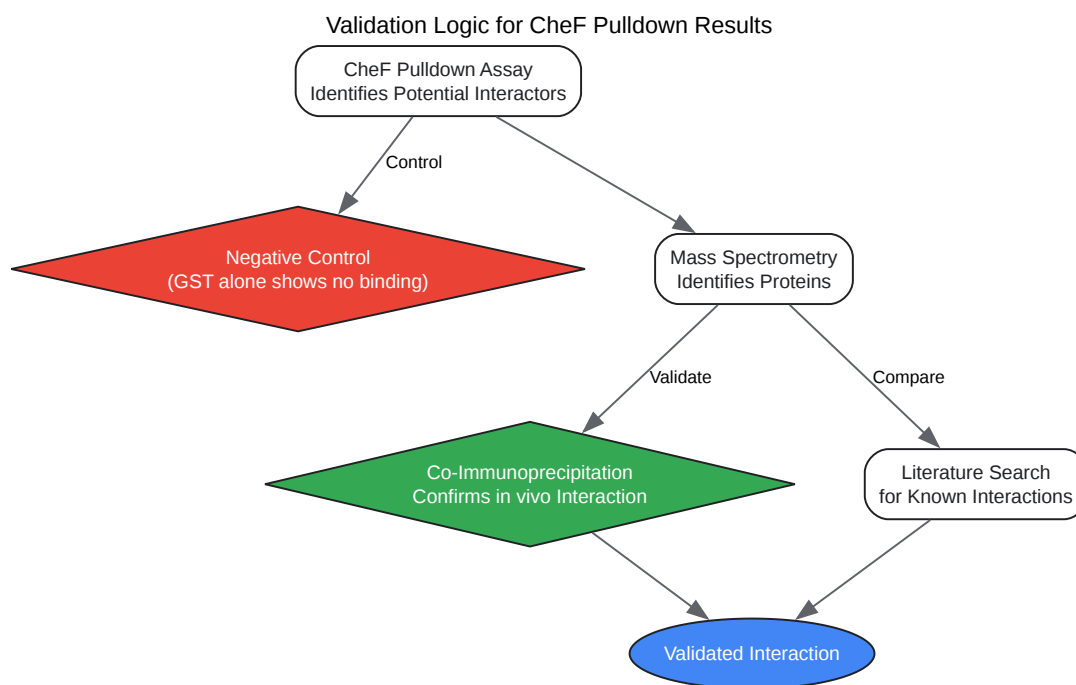 Validation Logic for CheF Pulldown Results
CheF Pulldown Assay
Identifies Potential Interactors
Control
Negative Control
(GST alone shows no binding)
Mass Spectrometry
Identifies Proteins
Validate
Compare
Co-Immunoprecipitation
Confirms in vivo Interaction
Literature Search
for Known Interactions
Validated Interaction